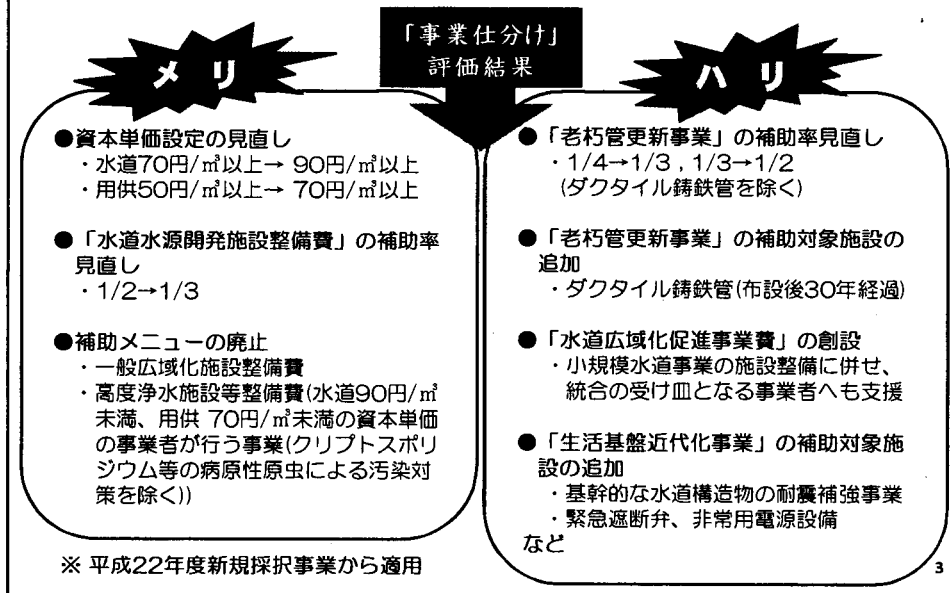 「事業仕分け」
評価結果
メリ
●資本単価設定の見直し
・水道70円/㎥以上→ 90円/㎥以上
・用供50円/㎥以上→ 70円/㎥以上
●「水道水源開発施設整備費」の補助率
見直し
・1/2→1/3
●補助メニューの廃止
・一般広域化施設整備費
・高度浄水施設等整備費(水道90円/㎥
未満、用供 70円/㎥未満の資本単価
の事業者が行う事業(クリプトスポリ
ジウム等の病原性原虫による汚染対
策を除く))
※ 平成22年度新規採択事業から適用
ハリ
●「老朽管更新事業」の補助率見直し
・1/4→1/3 , 1/3→1/2
(ダクタイル鋳鉄管を除く)
●「老朽管更新事業」の補助対象施設の
追加
・ダクタイル鋳鉄管(布設後30年経過)
●「水道広域化促進事業費」の創設
・小規模水道事業の施設整備に併せ、
統合の受け皿となる事業者へも支援
●「生活基盤近代化事業」の補助対象施
設の追加
・基幹的な水道構造物の耐震補強事業
・緊急遮断弁、非常用電源設備
など
3